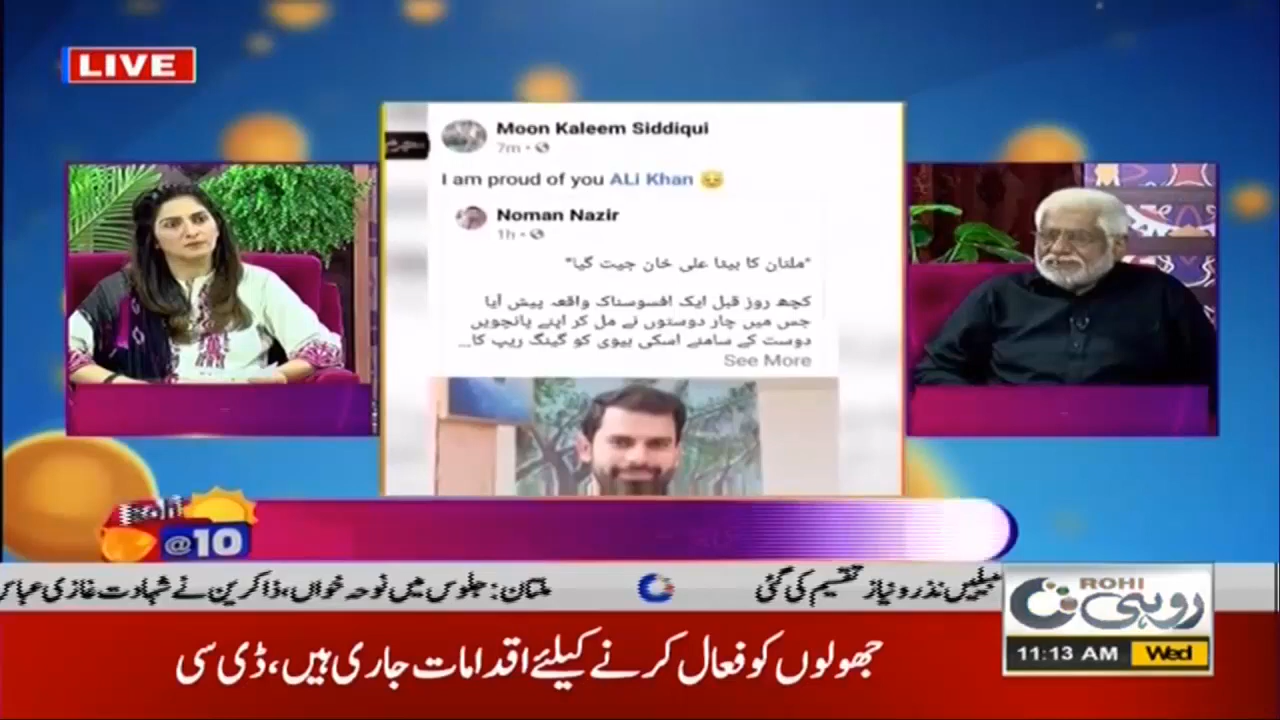 LIVE
Moon Kaleem Siddiqui
7m
I am proud of you ALi Khan
Noman Nazir
1h
"ملتان کا بیٹا علی خان جیت گیا"
کچھ روز قبل ایک افسوسناک واقعہ پیش آیا
جس میں چار دوستوں نے مل کر اپنے پانچویں
دوست کے سامنے اسکی بیوی کو گینگ ریپ کا...
See More
Rohi
@10
نذر و نیاز تقسیم کی گئی
ملتان: جلوس میں نوحہ خواں، ذاکرین نے شہادت غازی عباس
ROHI
روہی
جھولوں کو فعال کرنے کیلئے اقدامات جاری ہیں، ڈی سی
11:13 AM Wed